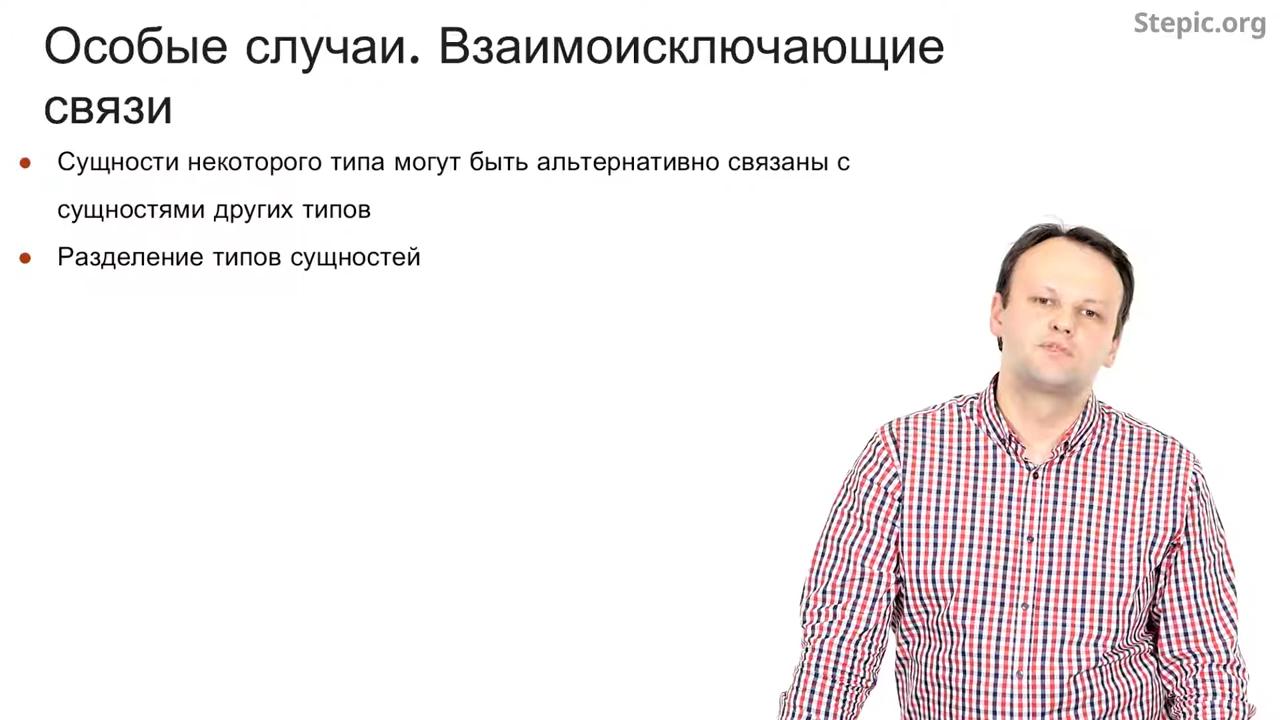 Stepic.org
Особые случаи. Взаимоисключающие
связи
Сущности некоторого типа могут быть альтернативно связаны с
сущностями других типов
Разделение типов сущностей